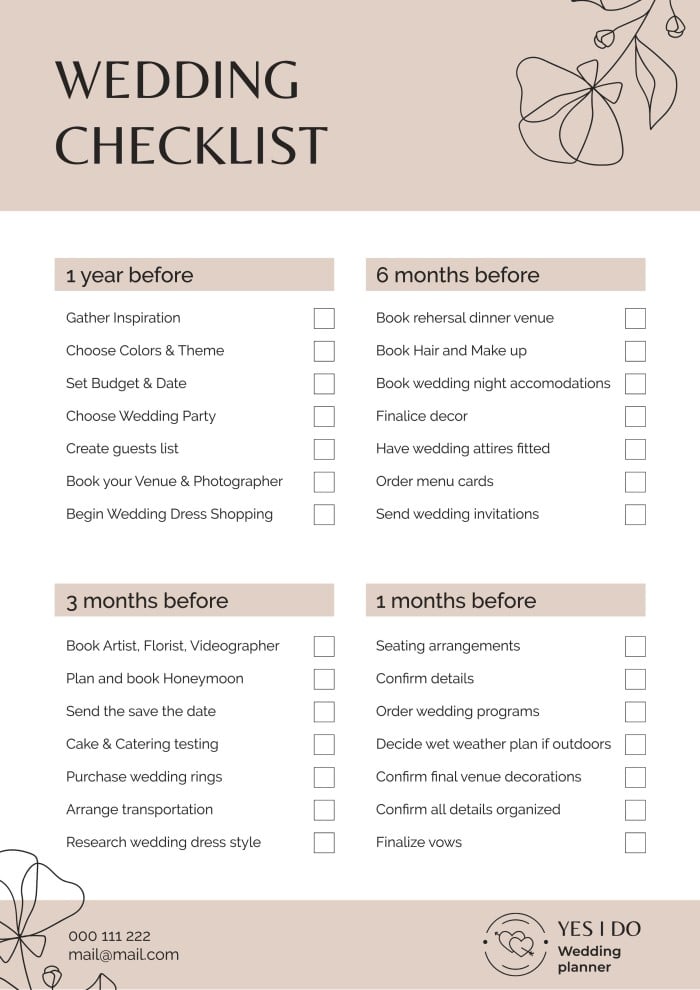 WEDDING
CHECKLIST
1 year before
Gather Inspiration
Choose Colors & Theme
Set Budget & Date
Choose Wedding Party
Create guests list
Book your Venue & Photographer
Begin Wedding Dress Shopping
6 months before
Book rehersal dinner venue
Book Hair and Make up
Book wedding night accomodations
Finalice decor
Have wedding attires fitted
Order menu cards
Send wedding invitations
3 months before
Book Artist, Florist, Videographer
Plan and book Honeymoon
Send the save the date
Cake & Catering testing
Purchase wedding rings
Arrange transportation
Research wedding dress style
1 months before
Seating arrangements
Confirm details
Order wedding programs
Decide wet weather plan if outdoors
Confirm final venue decorations
Confirm all details organized
Finalize vows
000 111 222
mail@mail.com
YES I DO
Wedding
planner